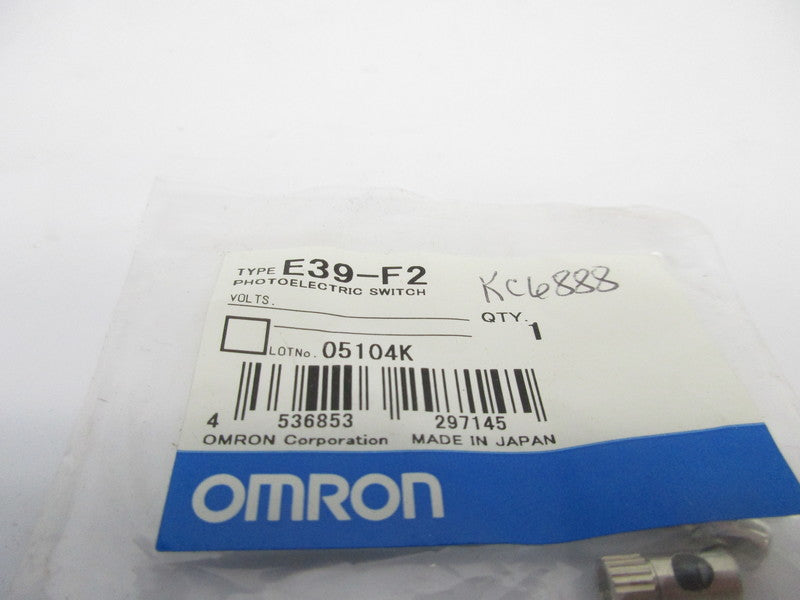 TYPE E39-F2
PHOTOELECTRIC SWITCH
KC6888
VOLTS.
QTY. 1
LOTNo. 05104K
4 536853 297145
OMRON Corporation MADE IN JAPAN
OMRON